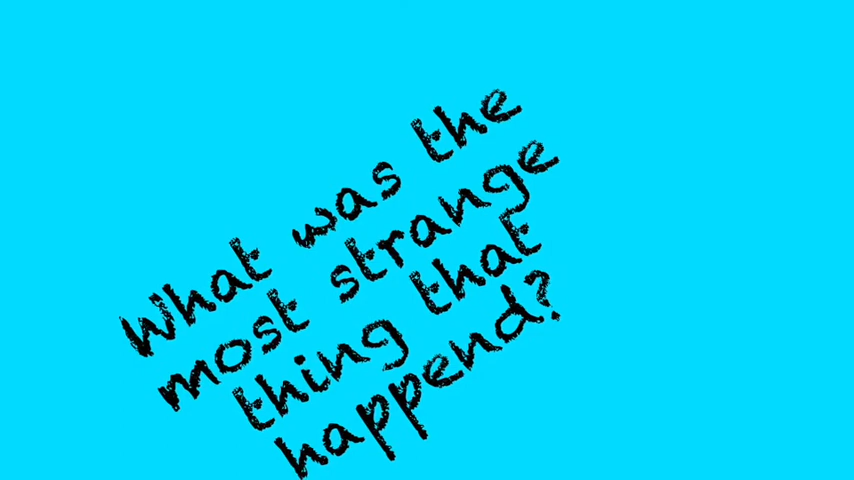 What was the
most strange
thing that
happend?